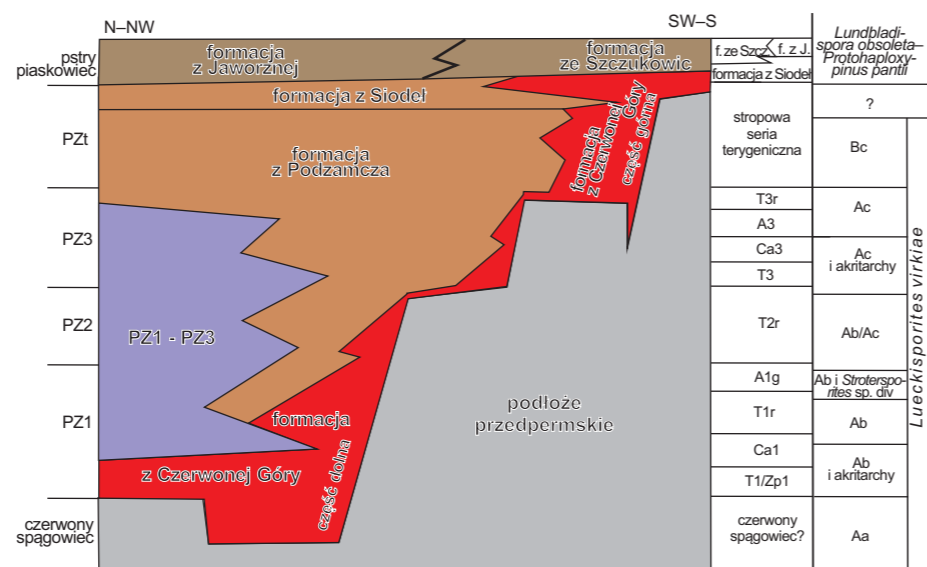 N–NW
SW–S
pstry
piaskowiec
PZt
PZ3
PZ2
PZ1
czerwony
spągowiec
formacja
z Jaworznej
formacja
ze Szczukowic
formacja z Siodeł
formacja
z Podzamcza
formacja
z Czerwonej Góry
część górna
PZ1 - PZ3
formacja
z Czerwonej Góry
część dolna
podłoże
przedpermskie
f. ze Szcz.
f. z J.
formacja z Siodeł
stropowa
seria
terygeniczna
T3r
A3
Ca3
T3
T2r
A1g
T1r
Ca1
T1/Zp1
czerwony
spągowiec?
Lundbladi-
spora obsoleta–
Protohaploxy-
pinus pantii
?
Bc
Ac
Ac
i akritarchy
Ab/Ac
Ab i Strotersporo-
rites sp. div
Ab
Ab
i akritarchy
Aa
Lueckisporites virkiae